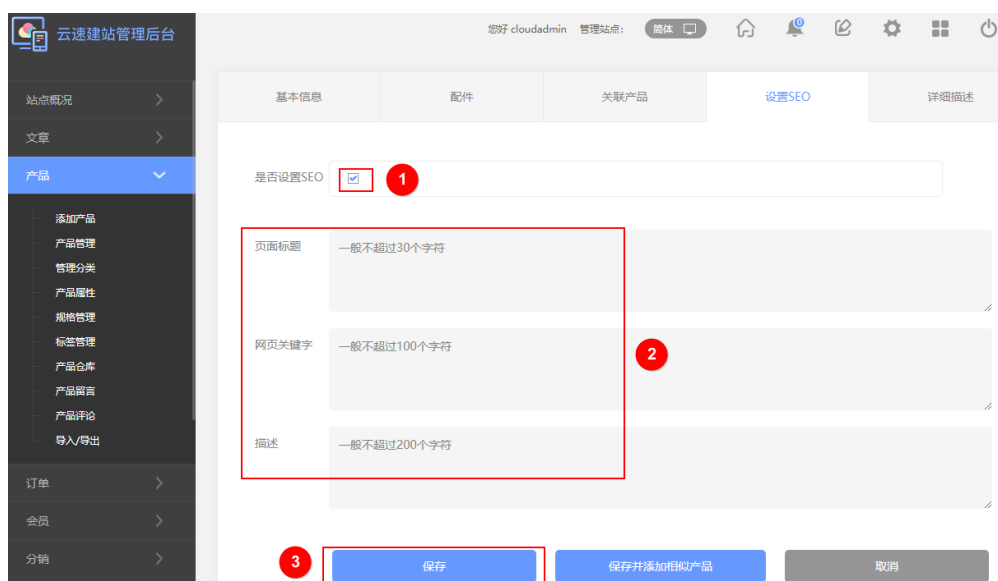 云速建站管理后台
您好 cloudadmin 管理站点: 简体
0
站点概况
文章
产品
添加产品
产品管理
管理分类
产品属性
规格管理
标签管理
产品仓库
产品留言
产品评论
导入/导出
订单
会员
分销
基本信息 配件 关联产品 设置SEO 详细描述
是否设置SEO 1
页面标题 一般不超过30个字符
网页关键字 一般不超过100个字符
2
描述 一般不超过200个字符
3 保存 保存并添加相似产品 取消